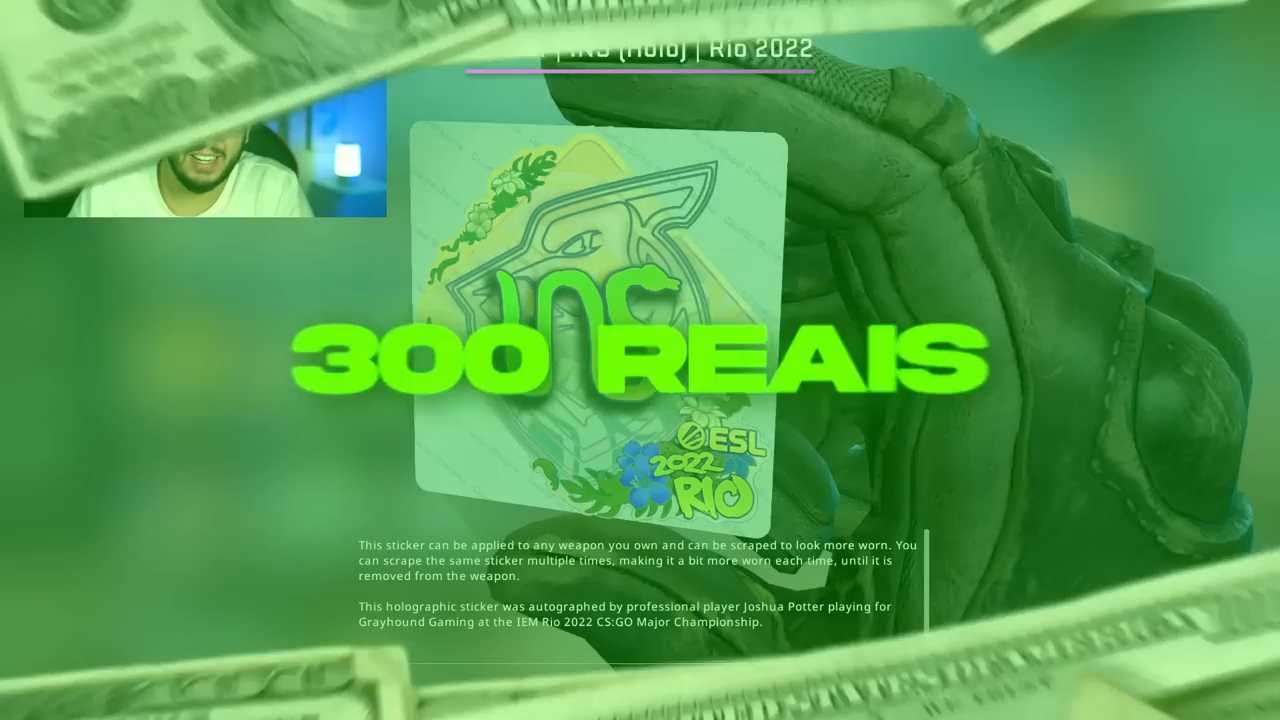 | INS (Holo) | Rio 2022
ins
300 REAIS
ESL
2022
RIO
This sticker can be applied to any weapon you own and can be scraped to look more worn. You
can scrape the same sticker multiple times, making it a bit more worn each time, until it is
removed from the weapon.
This holographic sticker was autographed by professional player Joshua Potter playing for
Grayhound Gaming at the IEM Rio 2022 CS:GO Major Championship.